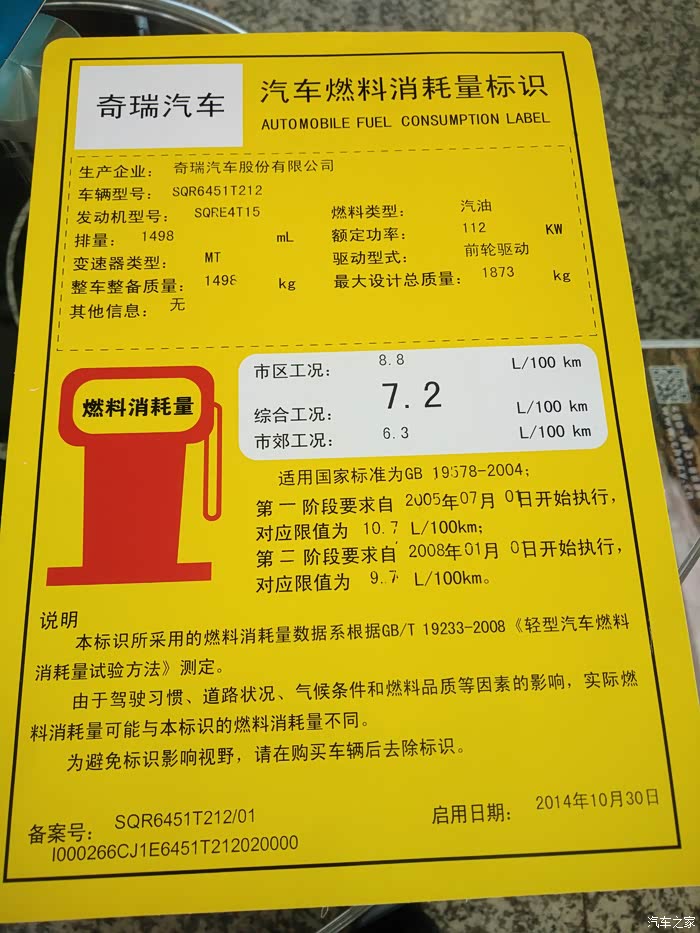 奇瑞汽车
汽车燃料消耗量标识
AUTOMOBILE FUEL CONSUMPTION LABEL
生产企业: 奇瑞汽车股份有限公司
车辆型号: SQR6451T212
发动机型号: SQRE4T15 燃料类型: 汽油
排量: 1498 mL 额定功率: 112 KW
变速器类型: MT 驱动型式: 前轮驱动
整车整备质量: 1498 kg 最大设计总质量: 1873 kg
其他信息: 无
燃料消耗量
市区工况: 8.8 L/100 km
综合工况: 7.2 L/100 km
市郊工况: 6.3 L/100 km
适用国家标准为GB 19578-2004;
第一阶段要求自 2005年07月 01日开始执行,
对应限值为 10.7 L/100km;
第二阶段要求自 2008年01月 0日开始执行,
对应限值为 9.7 L/100km。
说明
本标识所采用的燃料消耗量数据系根据GB/T 19233-2008《轻型汽车燃料
消耗量试验方法》测定。
由于驾驶习惯、道路状况、气候条件和燃料品质等因素的影响,实际燃
料消耗量可能与本标识的燃料消耗量不同。
为避免标识影响视野,请在购买车辆后去除标识。
备案号: SQR6451T212/01 启用日期: 2014年10月30日
I000266CJ1E6451T212020000
汽车之家